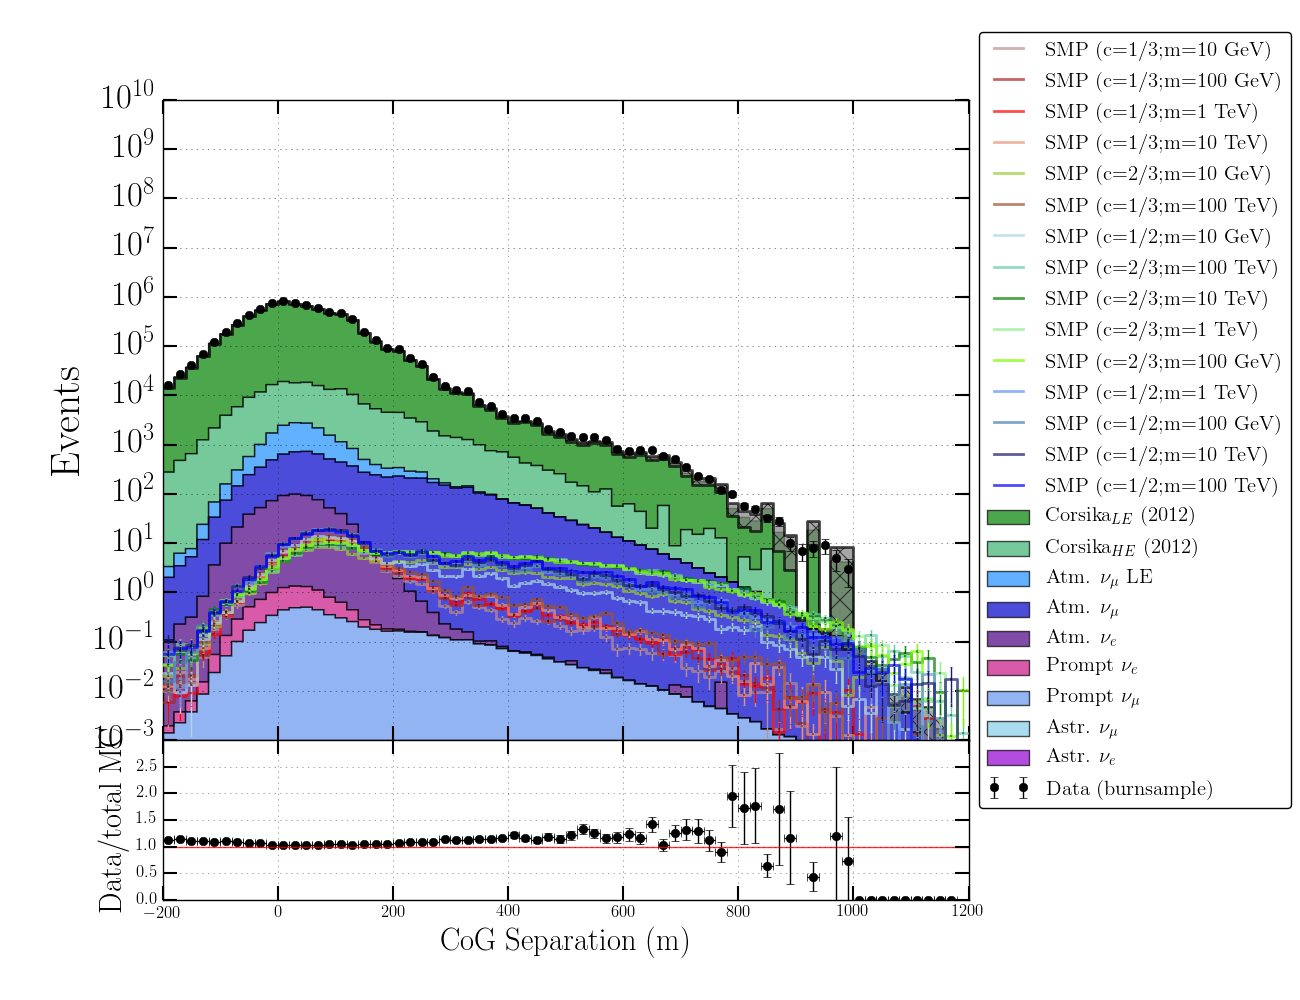 SMP (c=1/3;m=10 GeV)
SMP (c=1/3;m=100 GeV)
SMP (c=1/3;m=1 TeV)
SMP (c=1/3;m=10 TeV)
SMP (c=2/3;m=10 GeV)
SMP (c=1/3;m=100 TeV)
SMP (c=1/2;m=10 GeV)
SMP (c=2/3;m=100 TeV)
SMP (c=2/3;m=10 TeV)
SMP (c=2/3;m=1 TeV)
SMP (c=2/3;m=100 GeV)
SMP (c=1/2;m=1 TeV)
SMP (c=1/2;m=100 GeV)
SMP (c=1/2;m=10 TeV)
SMP (c=1/2;m=100 TeV)
Corsika_LE (2012)
Corsika_HE (2012)
Atm. ν_μ LE
Atm. ν_μ
Atm. ν_e
Prompt ν_e
Prompt ν_μ
Astr. ν_μ
Astr. ν_e
Data (burnsample)
Events
10^10
10^9
10^8
10^7
10^6
10^5
10^4
10^3
10^2
10^1
10^0
10^−1
10^−2
10^−3
Data/total MC
2.5
2.0
1.5
1.0
0.5
0.0
−200 0 200 400 600 800 1000 1200
CoG Separation (m)